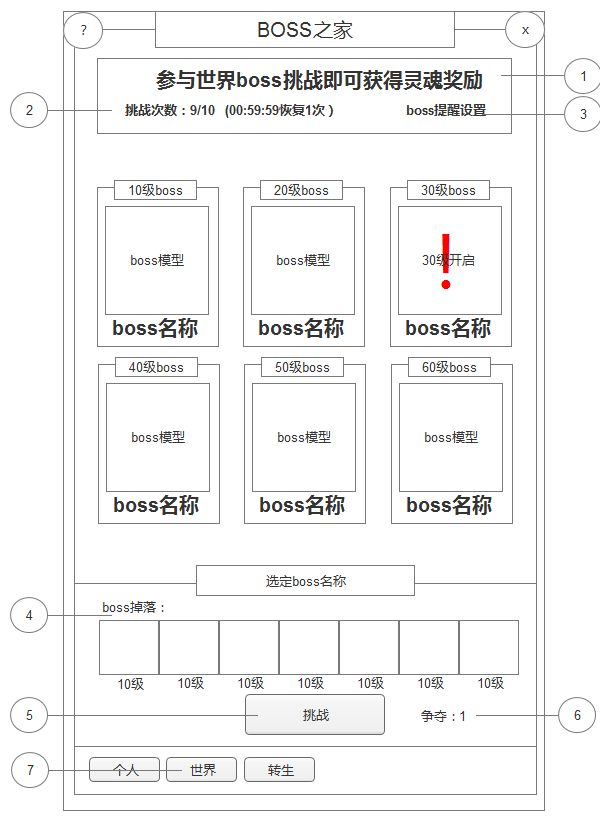 ?
BOSS之家
x
参与世界boss挑战即可获得灵魂奖励
1
2
挑战次数：9/10 (00:59:59恢复1次）
boss提醒设置
3
10级boss
20级boss
30级boss
boss模型
boss模型
30级开启
!
boss名称
boss名称
boss名称
40级boss
50级boss
60级boss
boss模型
boss模型
boss模型
boss名称
boss名称
boss名称
选定boss名称
4
boss掉落：
10级
10级
10级
10级
10级
10级
10级
5
挑战
争夺：1
6
7
个人
世界
转生